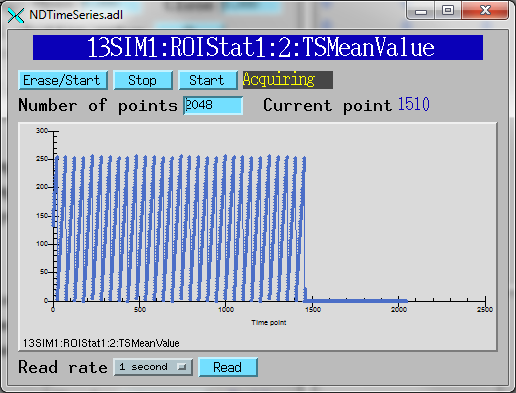 NDTimeSeries.adl
13SIM1:ROIStat1:2:TSMeanValue
Erase/Start Stop Start Acquiring
Number of points 2048 Current point 1510
300
250
200
150
100
50
0
0 500 1000 1500 2000 2500
Time point
13SIM1:ROIStat1:2:TSMeanValue
Read rate 1 second Read